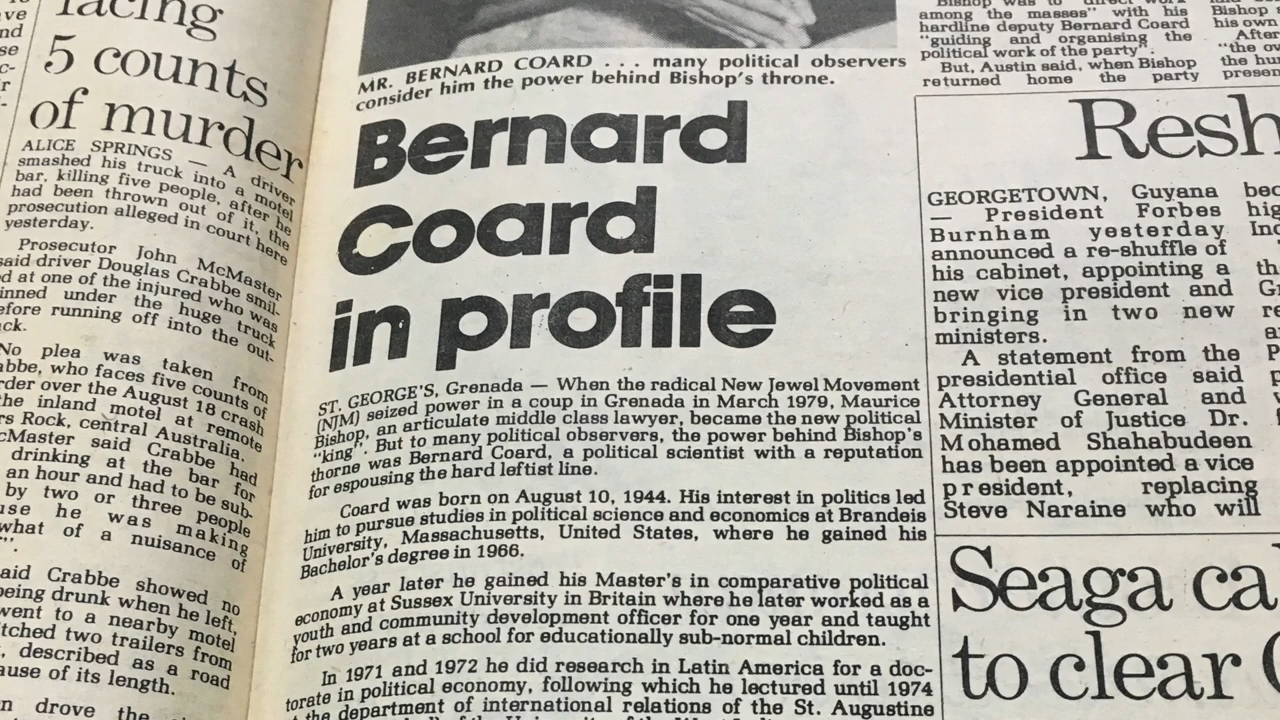 facing
5 counts
of murder
ALICE SPRINGS — A driver
smashed his truck into a motel
bar, killing five people, after he
had been thrown out of it, the
prosecution alleged in court here
yesterday.
Prosecutor John McMaster
said driver Douglas Crabbe smil-
at one of the injured who was
under the huge truck
before running off into the out-
No plea was taken from
who faces five counts of
over the August 18 crash
the inland motel at remote
Rock, central Australia.
McMaster said Crabbe had
drinking at the bar for
an hour and had to be sub-
by two or three people
he was making
what of a nuisance of
said Crabbe showed no
being drunk when he left,
went to a nearby motel
two trailers from
described as a road
of its length.
drove the
MR. BERNARD COARD . . . many political observers
consider him the power behind Bishop's throne.
Bernard
Coard
in profile
ST. GEORGE'S, Grenada — When the radical New Jewel Movement
(NJM) seized power in a coup in Grenada in March 1979, Maurice
Bishop, an articulate middle class lawyer, became the new political
"king". But to many political observers, the power behind Bishop's
thorne was Bernard Coard, a political scientist with a reputation
for espousing the hard leftist line.
Coard was born on August 10, 1944. His interest in politics led
him to pursue studies in political science and economics at Brandeis
University, Massachusetts, United States, where he gained his
Bachelor's degree in 1966.
A year later he gained his Master's in comparative political
economy at Sussex University in Britain where he later worked as a
youth and community development officer for one year and taught
for two years at a school for educationally sub-normal children.
In 1971 and 1972 he did research in Latin America for a doc-
torate in political economy, following which he lectured until 1974
the department of international relations of the St. Augustine
Bishop was to direct work
among the masses" with his
hardline deputy Bernard Coard
"guiding and organising the
political work of the party".
But, Austin said, when Bishop
returned home the party
Bishop
his own
After
"the
the
Resh
GEORGETOWN, Guyana
— President Forbes
Burnham yesterday
announced a re-shuffle of
his cabinet, appointing a
new vice president and
bringing in two new
ministers.
A statement from the
presidential office said
Attorney General and
Minister of Justice Dr.
Mohamed Shahabudeen
has been appointed a vice
president, replacing
Steve Naraine who will
Seaga ca
to clear